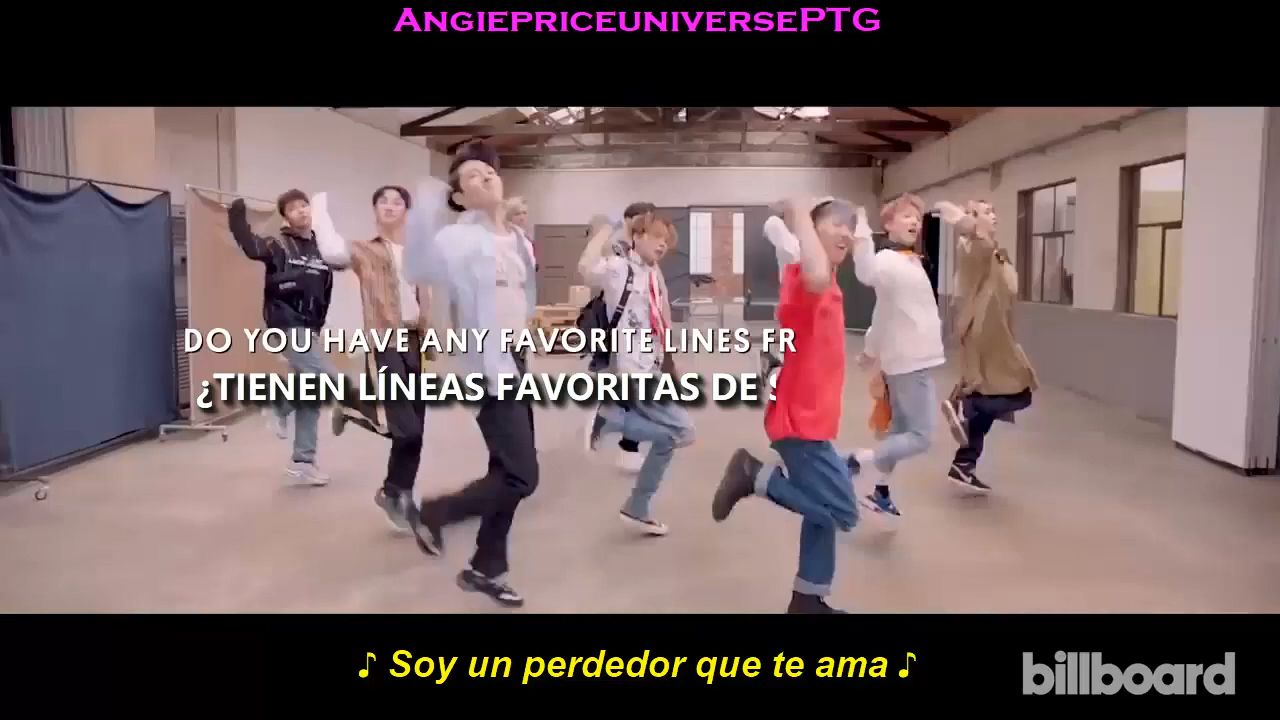 ANGIEPRICEUNIVERSEPTG
DO YOU HAVE ANY FAVORITE LINES FR
¿TIENEN LÍNEAS FAVORITAS DE S
♪ Soy un perdedor que te ama ♪
billboard